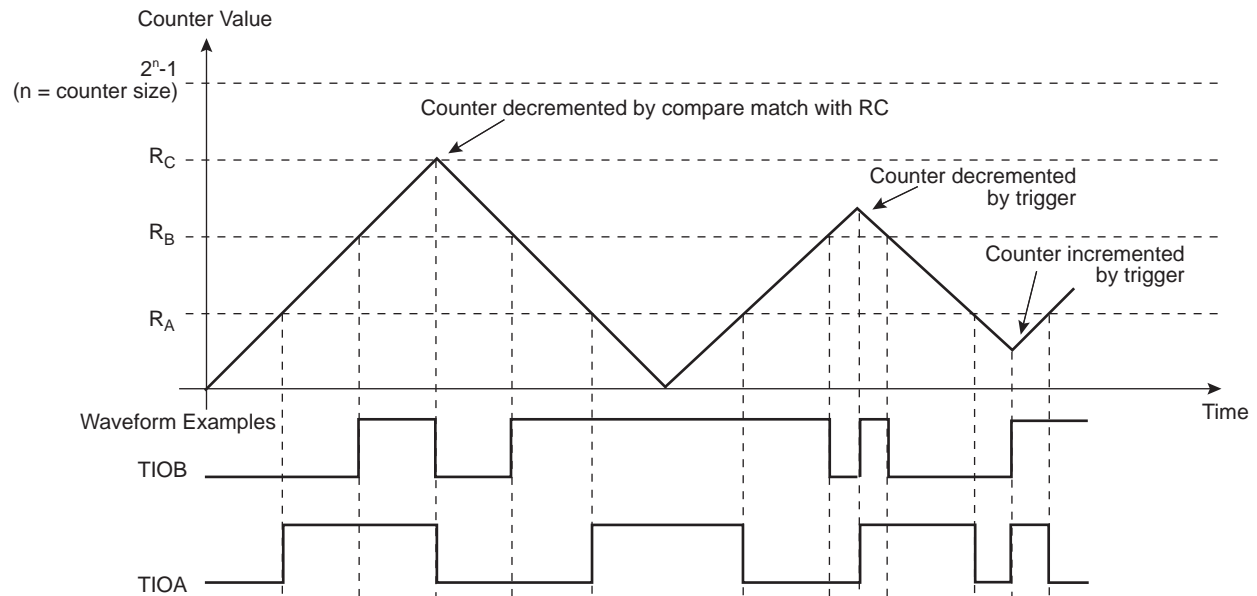 Counter Value
2ⁿ-1
(n = counter size)
Counter decremented by compare match with RC
R_C
Counter decremented
by trigger
R_B
Counter incremented
by trigger
R_A
Time
Waveform Examples
TIOB
TIOA